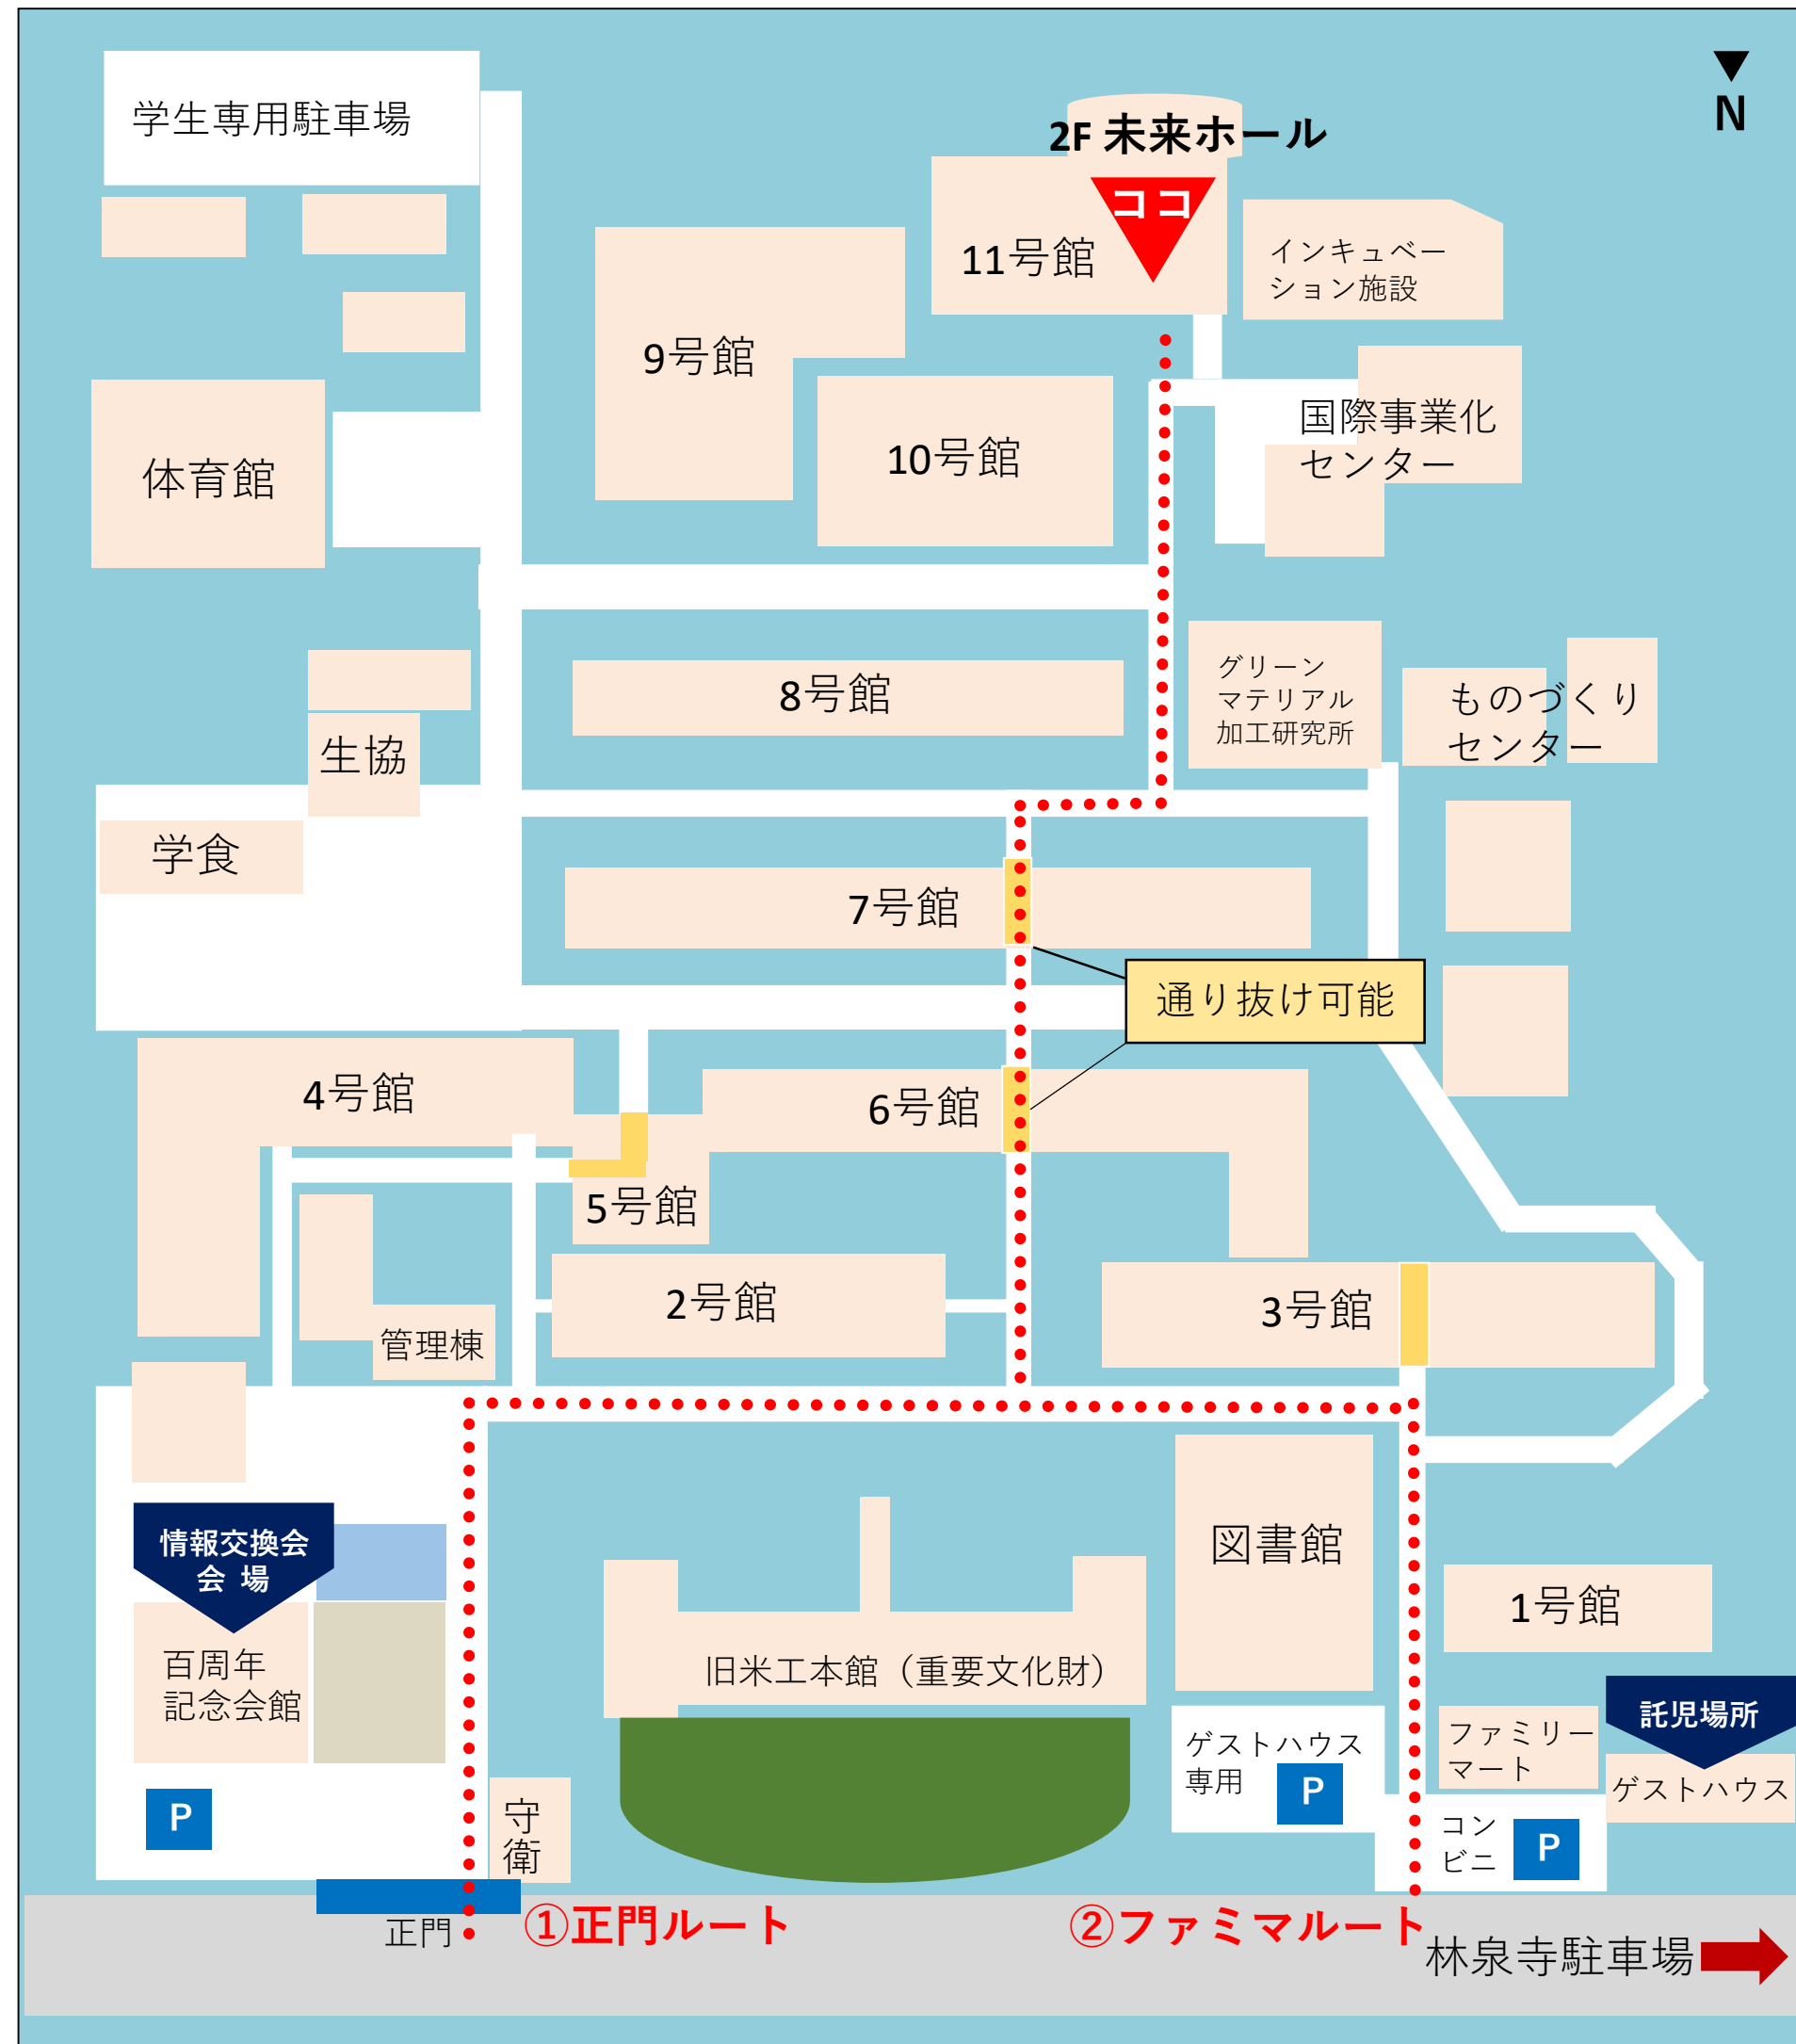 学生専用駐車場
N
2F 未来ホール
ココ
11号館
インキュベー
ション施設
9号館
10号館
国際事業化
センター
体育館
グリーン
マテリアル
加工研究所
ものづくり
センター
8号館
生協
学食
7号館
通り抜け可能
4号館
6号館
5号館
2号館
3号館
管理棟
情報交換会
会 場
図書館
1号館
百周年
記念会館
旧米工本館（重要文化財）
託児場所
ゲストハウス
専用
P
ファミリー
マート
ゲストハウス
P
守
衛
コン
ビニ
P
正門
①正門ルート
②ファミマルート
林泉寺駐車場